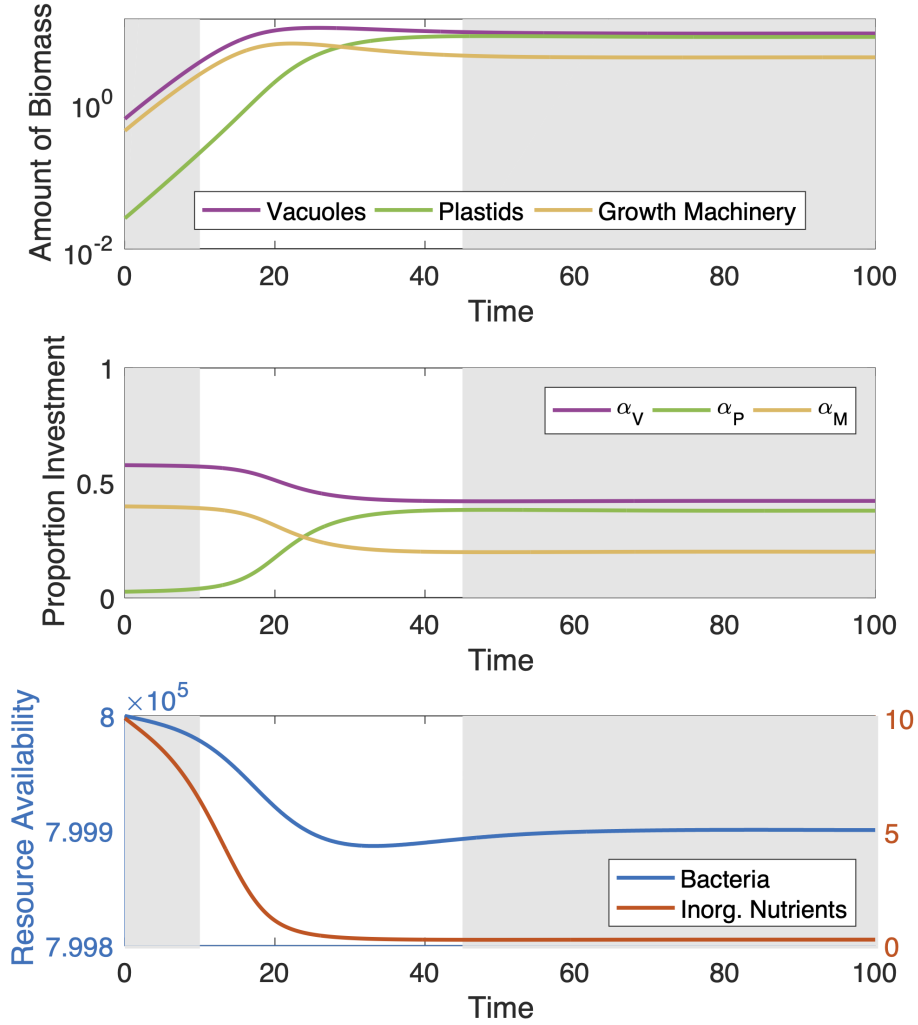 Amount of Biomass
10^0
10^-2
Vacuoles Plastids Growth Machinery
0 20 40 60 80 100
Time
Proportion Investment
1
0.5
0
α_V α_P α_M
0 20 40 60 80 100
Time
Resource Availability
×10^5
8
7.999
7.998
10
5
0
Bacteria
Inorg. Nutrients
0 20 40 60 80 100
Time